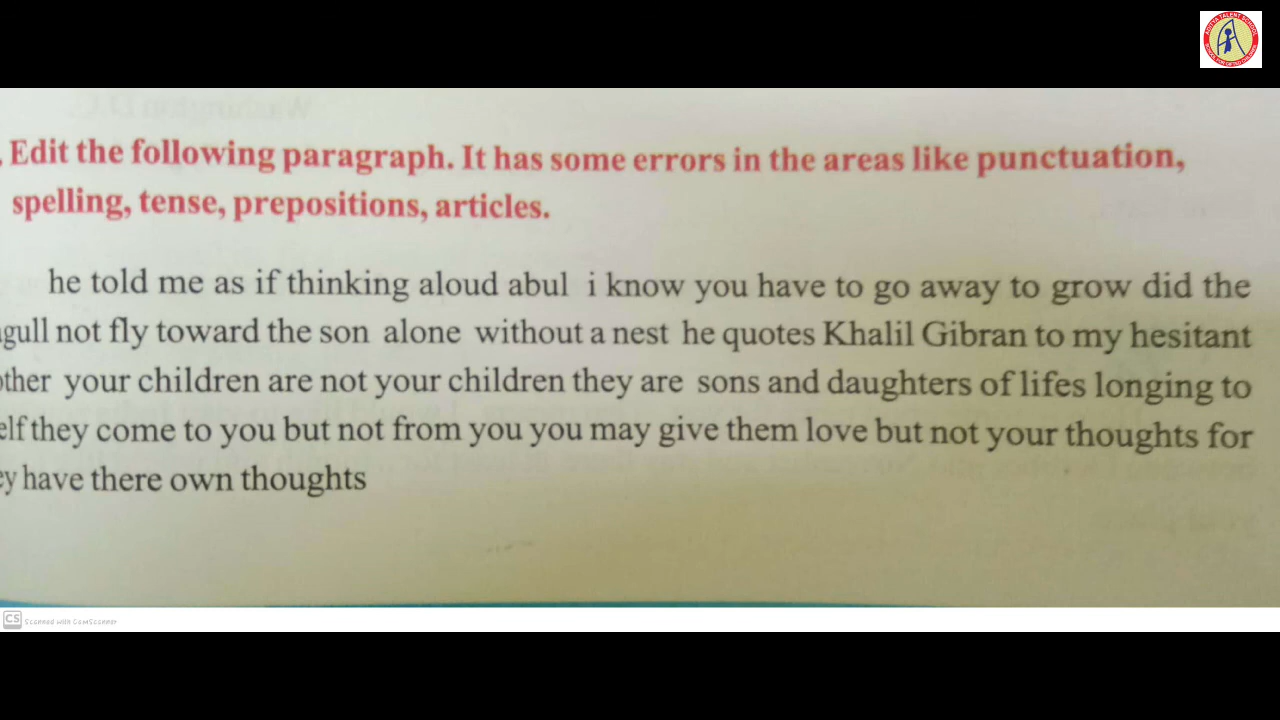 Edit the following paragraph. It has some errors in the areas like punctuation,
spelling, tense, prepositions, articles.
he told me as if thinking aloud abul i know you have to go away to grow did the
gull not fly toward the son alone without a nest he quotes Khalil Gibran to my hesitant
other your children are not your children they are sons and daughters of lifes longing to
elf they come to you but not from you you may give them love but not your thoughts for
ey have there own thoughts
CS Scanned with CamScanner